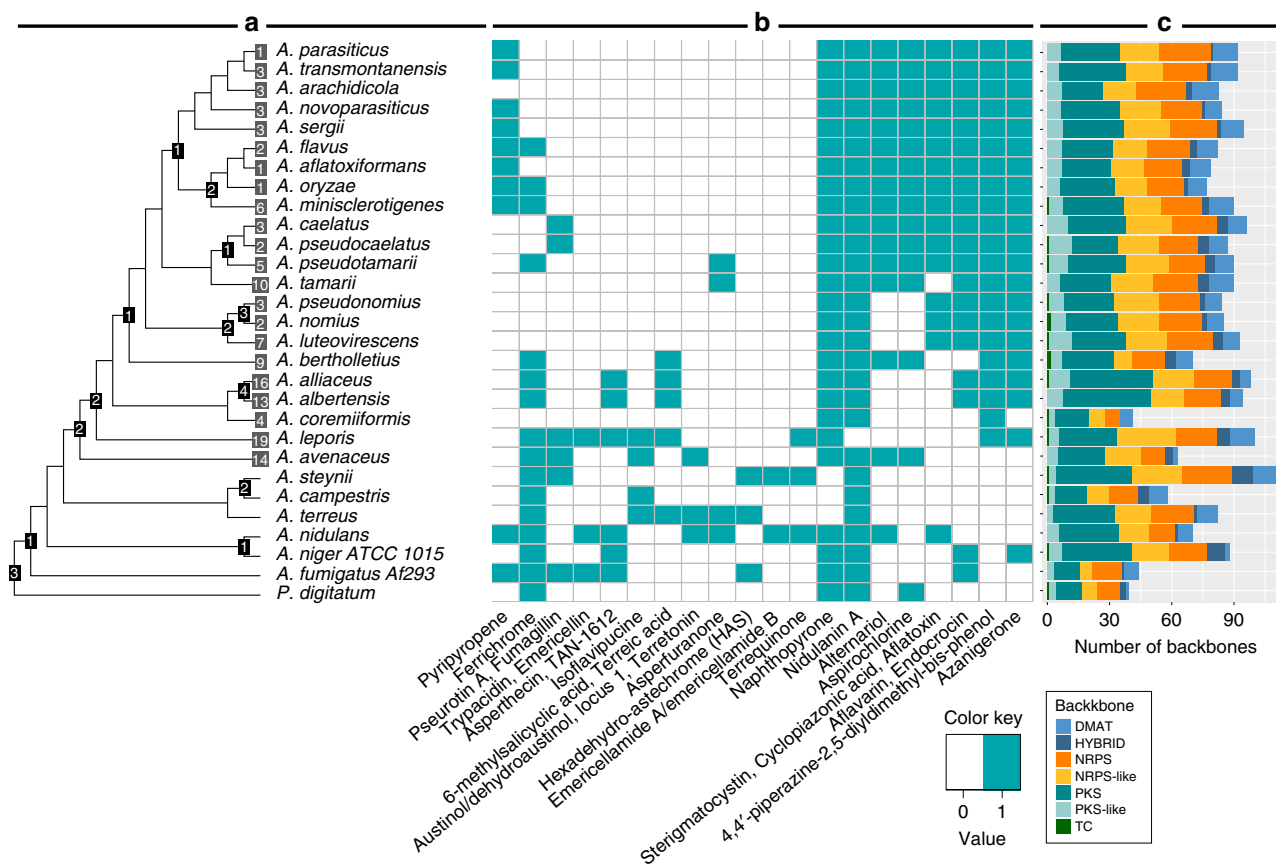 a b c
1 A. parasiticus
3 A. transmontanensis
3 A. arachidicola
3 A. novoparasiticus
3 A. sergii
1
2 A. flavus
1 A. aflatoxiformans
1 A. oryzae
2
6 A. minisclerotigenes
3 A. caelatus
2 A. pseudocaelatus
1
5 A. pseudotamarii
10 A. tamarii
3 A. pseudonomius
3
2 A. nomius
1
2
7 A. luteovirescens
9 A. bertholletius
16 A. alliaceus
4
13 A. albertensis
2
4 A. coremiiformis
2
19 A. leporis
14 A. avenaceus
A. steynii
2
A. campestris
A. terreus
A. nidulans
1
1
A. niger ATCC 1015
3
A. fumigatus Af293
P. digitatum
Pyripyropene
Ferrichrome
Pseurotin A, Fumagillin
Trypacidin, Emericellin
Asperthecin, TAN-1612
Isoflavipucine
6-methylsalicyclic acid, Terreic acid
Austinol/dehydroaustinol, locus 1, Terretonin
Asperfuranone
Hexadehydro-astechrome (HAS)
Emericellamide A/emericellamide B
Terrequinone
Naphthopyrone
Nidulanin A
Alternariol
Aspirochlorine
Sterigmatocystin, Cyclopiazonic acid, Aflatoxin
Aflavarin, Endocrocin
4,4′-piperazine-2,5-diyldimethyl-bis-phenol
Azanigerone
Color key
0 1
Value
0 30 60 90
Number of backbones
Backkbone
DMAT
HYBRID
NRPS
NRPS-like
PKS
PKS-like
TC